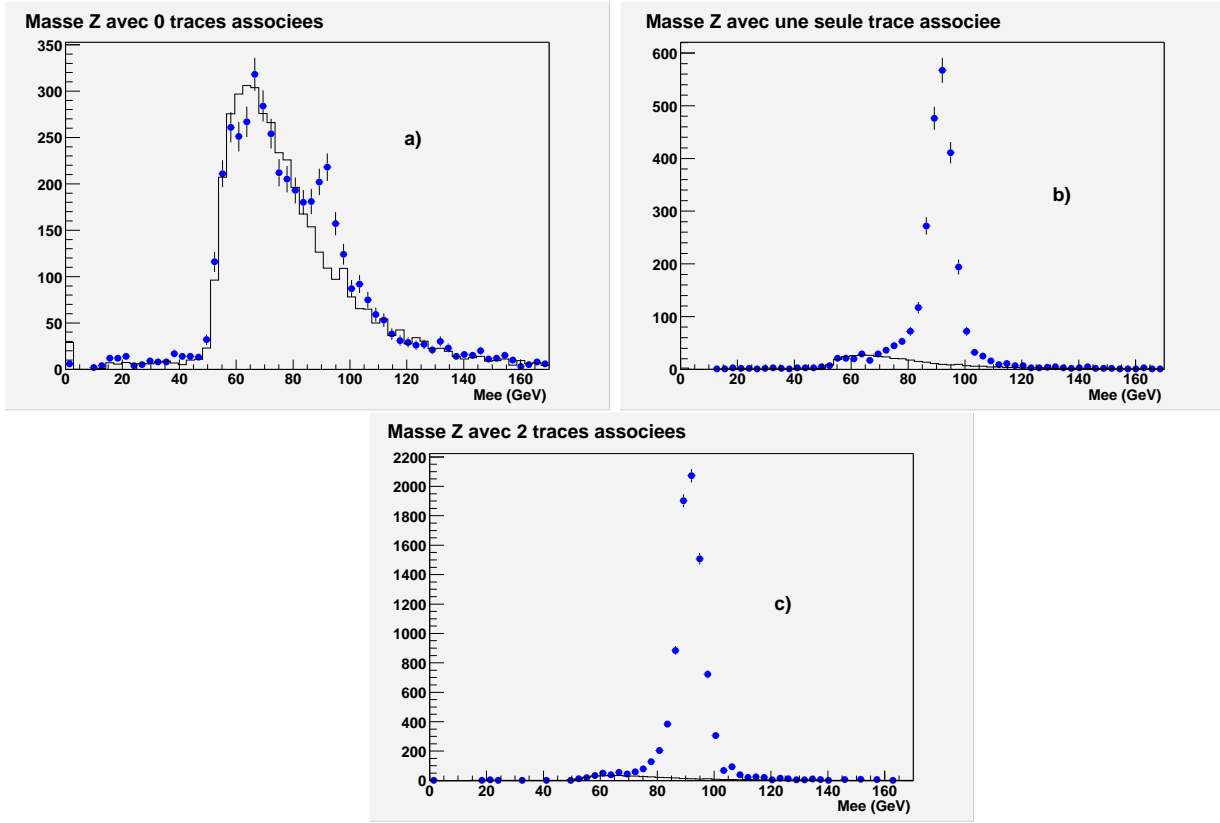 Masse Z avec 0 traces associees
350
300
250
200
150
100
50
0
a)
0 20 40 60 80 100 120 140 160
Mee (GeV)
Masse Z avec une seule trace associee
600
500
400
300
200
100
0
b)
0 20 40 60 80 100 120 140 160
Mee (GeV)
Masse Z avec 2 traces associees
2200
2000
1800
1600
1400
1200
1000
800
600
400
200
0
c)
0 20 40 60 80 100 120 140 160
Mee (GeV)